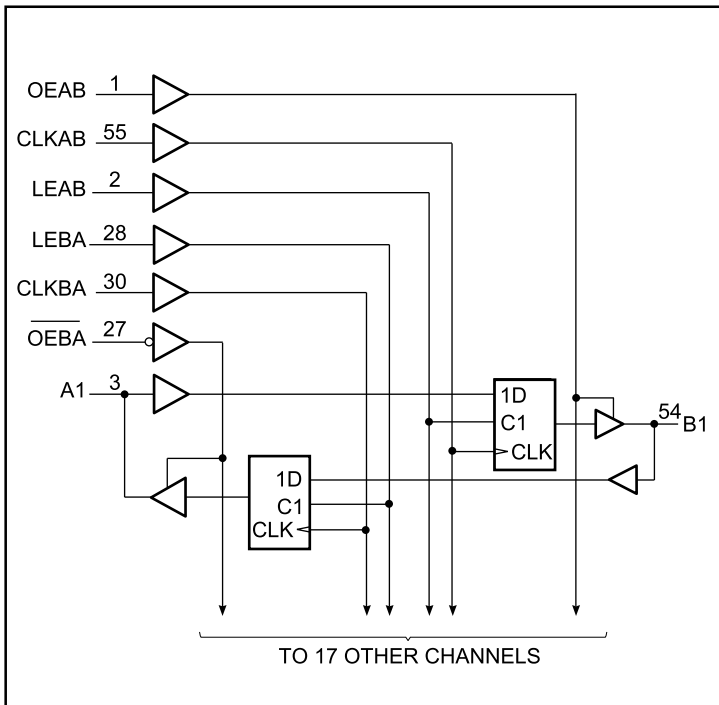 OEAB 1
CLKAB 55
LEAB 2
LEBA 28
CLKBA 30
OEBA 27
A1 3
1D
C1
CLK
54 B1
1D
C1
CLK
TO 17 OTHER CHANNELS